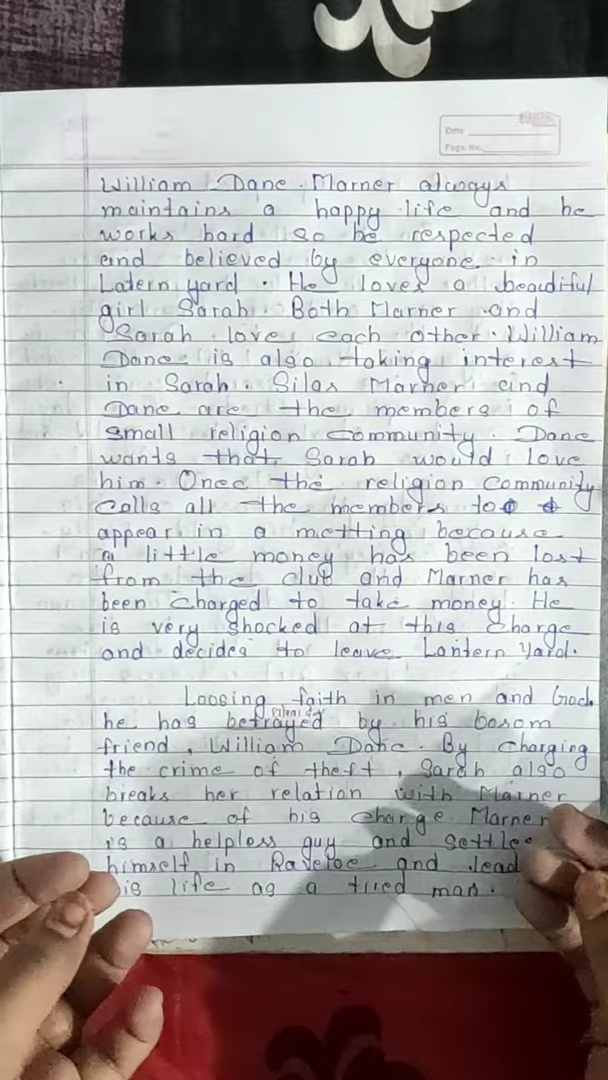 Date
Page No.
William Dane. Marner always
maintains a happy life and he
works hard so he respected
and believed by everyone in
Latern yard. He loves a beautiful
girl Sarah. Both Marner and
Sarah love each other. William
Dane is also taking interest
in Sarah. Silas Marner and
Dane are the members of
small religion community. Dane
wants that Sarah would love
him. Once the religion community
calls all the members to
appear in a metting because
a little money has been lost
from the club and Marner has
been charged to take money. He
is very shocked at this charge
and decides to leave Lantern Yard.
Loosing faith in men and God,
he has betrayed by his bosom
friend, William Dane. By charging
the crime of theft, Sarah also
breaks her relation with Marner
because of his charge. Marner
is a helpless guy and settle
himself in Raveloe and lead
his life as a tired man.